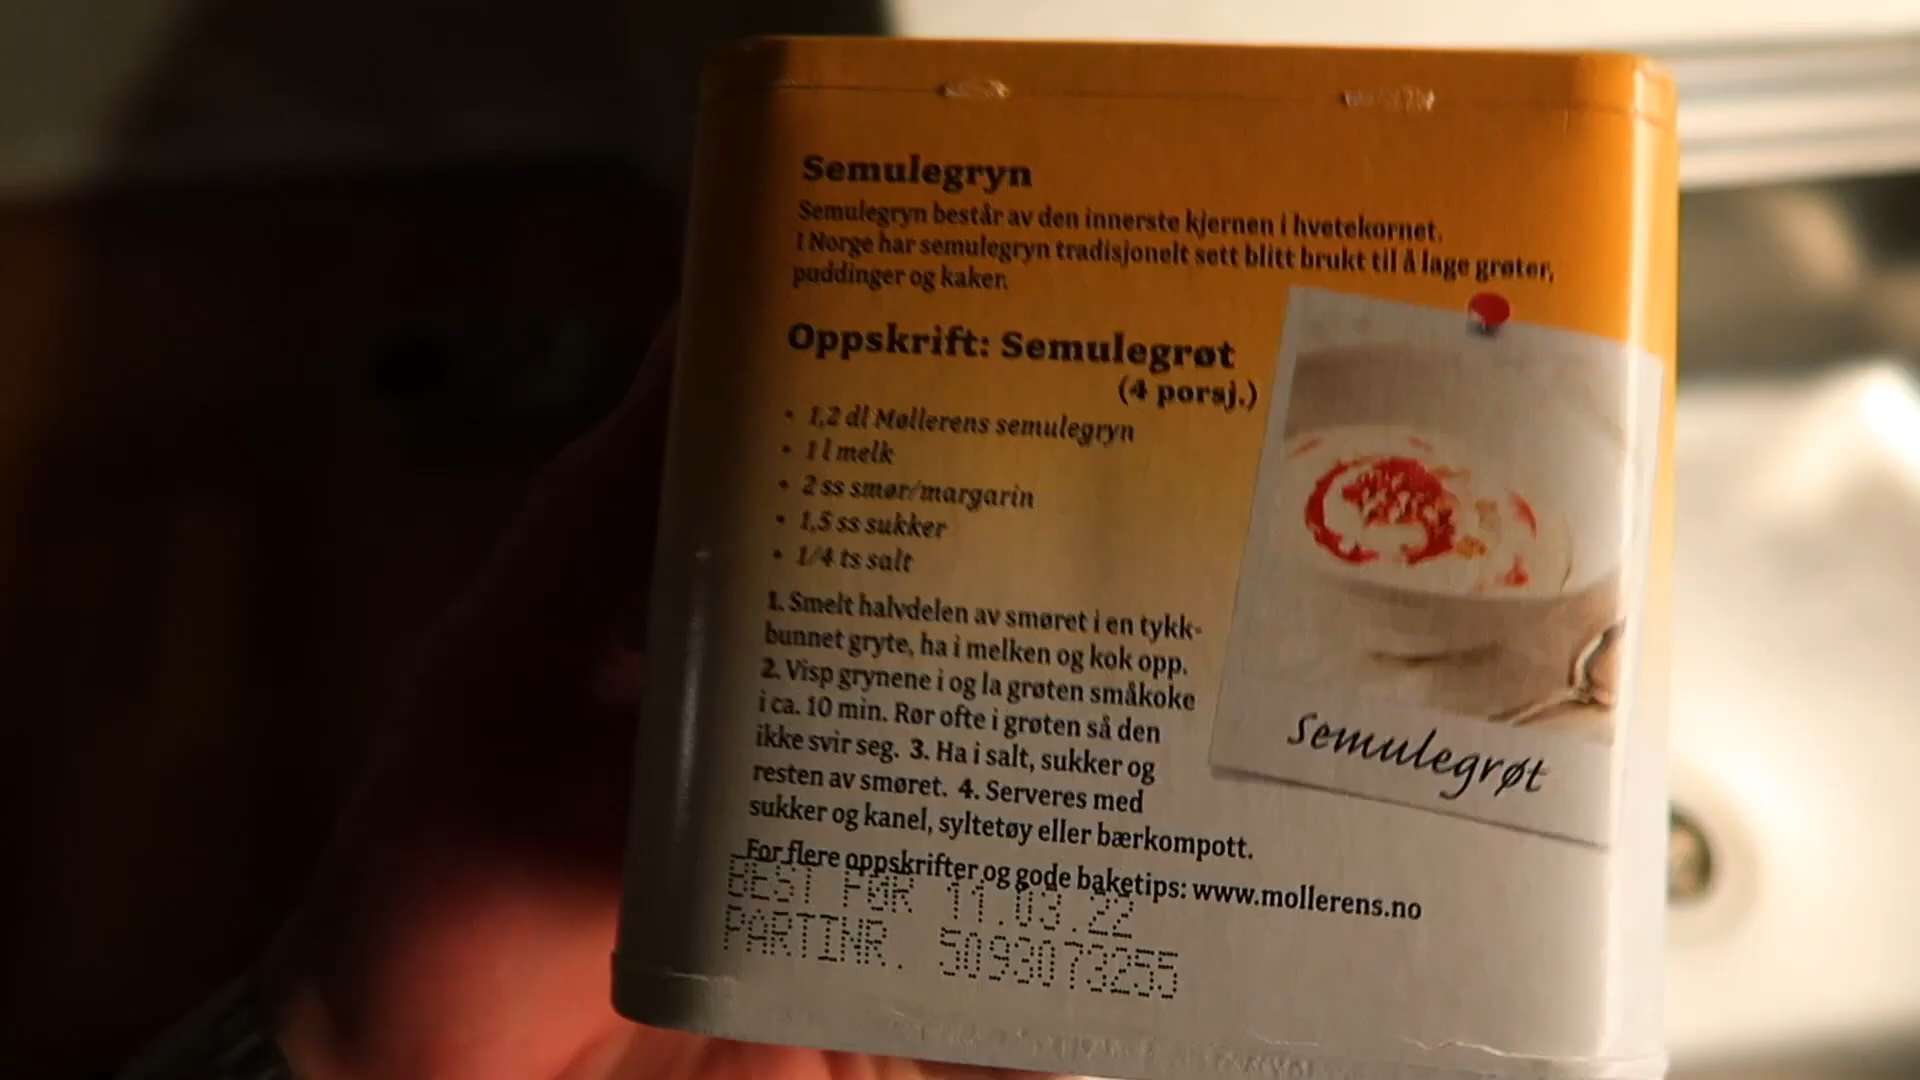 Semulegryn
Semulegryn består av den innerste kjernen i hvetekornet.
I Norge har semulegryn tradisjonelt sett blitt brukt til å lage grøter,
puddinger og kaker.
Oppskrift: Semulegrøt
(4 porsj.)
• 1,2 dl Møllerens semulegryn
• 1 l melk
• 2 ss smør/margarin
• 1,5 ss sukker
• 1/4 ts salt
1. Smelt halvdelen av smøret i en tykk-
bunnet gryte, ha i melken og kok opp.
2. Visp grynene i og la grøten småkoke
i ca. 10 min. Rør ofte i grøten så den
ikke svir seg. 3. Ha i salt, sukker og
resten av smøret. 4. Serveres med
sukker og kanel, syltetøy eller bærkompott.
Semulegrøt
For flere oppskrifter og gode baketips: www.mollerens.no
BEST FØR 11.03.22
PARTINR. 5093073255